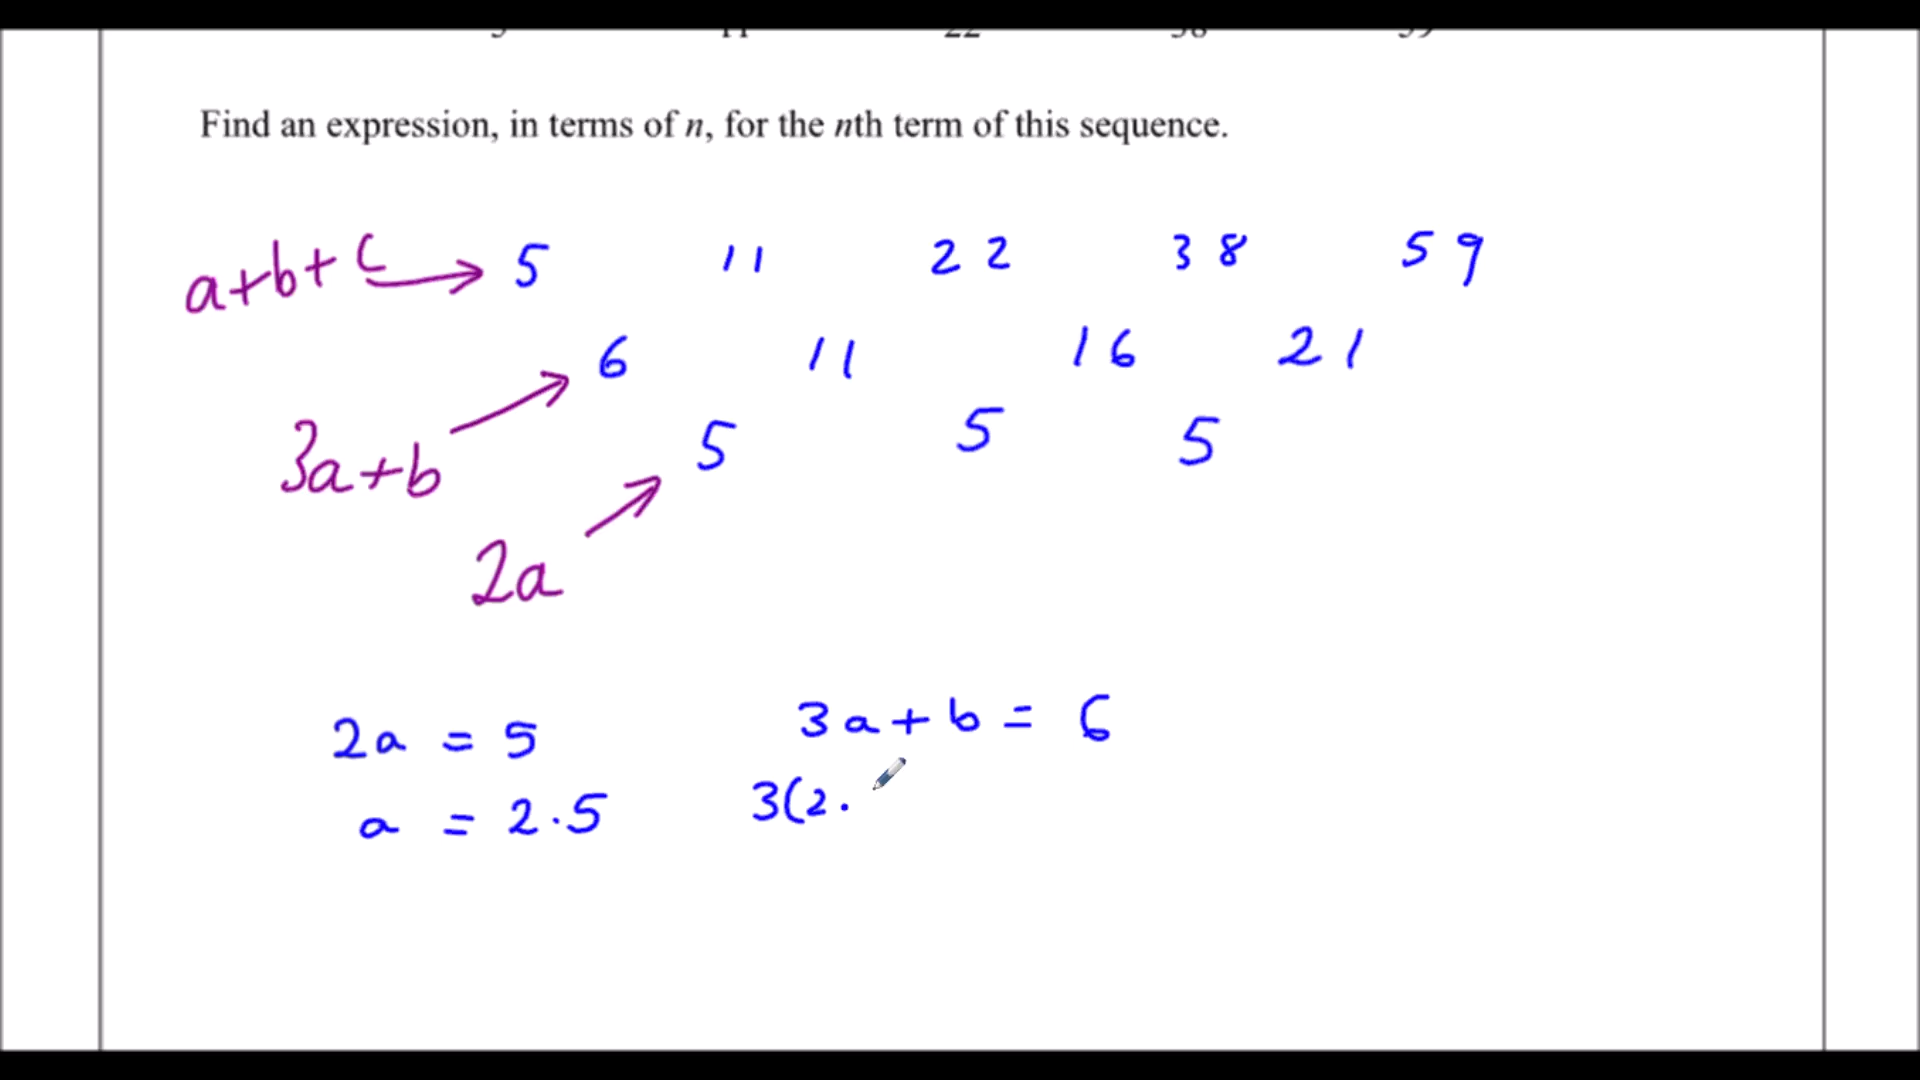 Find an expression, in terms of n, for the nth term of this sequence.
a+b+c → 5 11 22 38 59
6 11 16 21
3a+b
5 5 5
2a
2a = 5 3a+b = 6
a = 2.5 3(2.